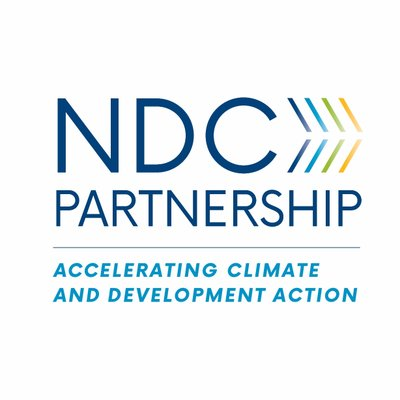 NDC
PARTNERSHIP
ACCELERATING CLIMATE
AND DEVELOPMENT ACTION